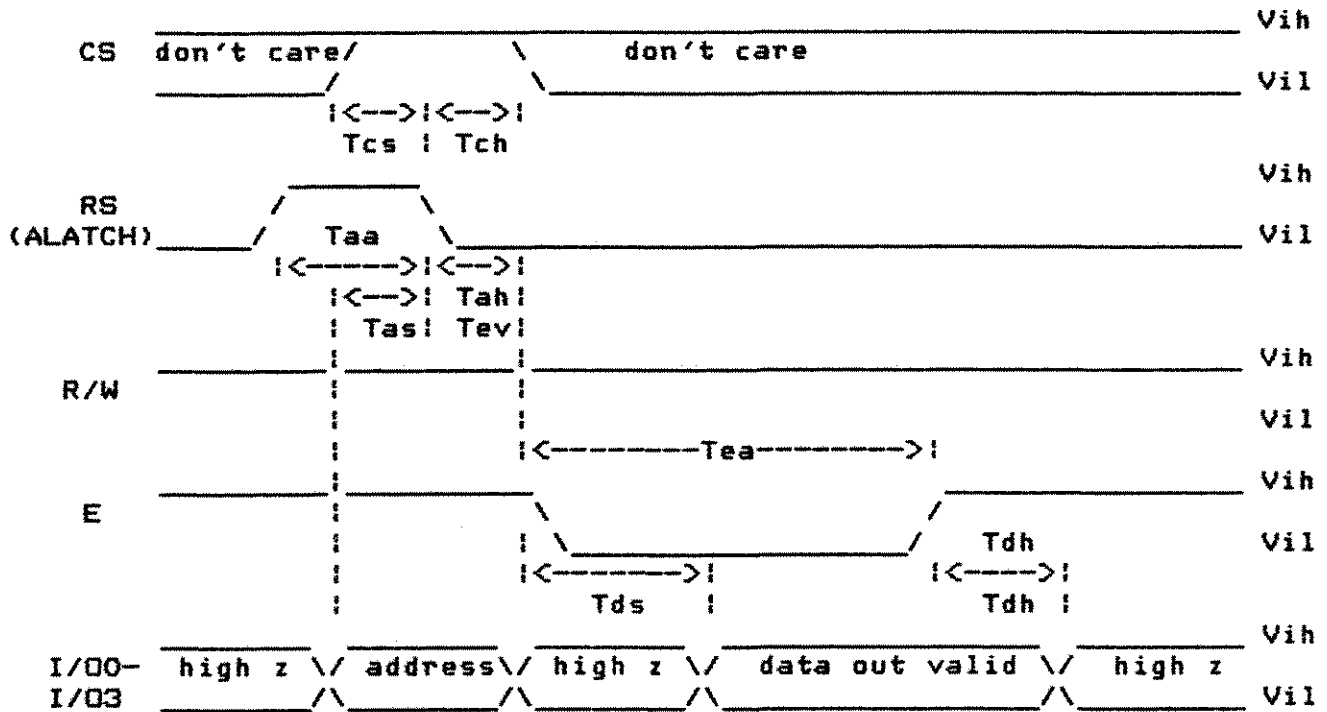 Vih
CS don't care don't care
Vil
Tcs Tch
Vih
RS
(ALATCH) Taa Vil
Tah
Tas Tev
Vih
R/W
Vil
Tea
Vih
E
Tdh Vil
Tds Tdh
Vih
I/O0- high z address high z data out valid high z
I/O3 Vil